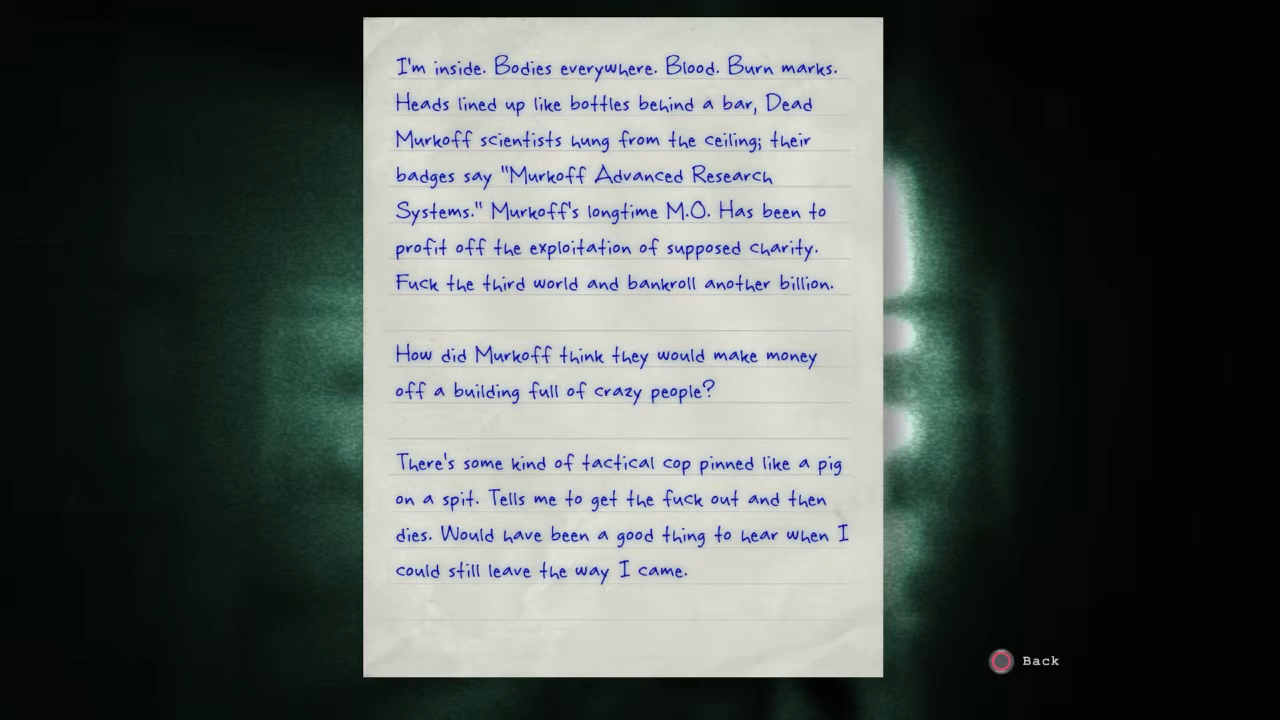 I'm inside. Bodies everywhere. Blood. Burn marks.
Heads lined up like bottles behind a bar, Dead
Murkoff scientists hung from the ceiling; their
badges say "Murkoff Advanced Research
Systems." Murkoff's longtime M.O. Has been to
profit off the exploitation of supposed charity.
Fuck the third world and bankroll another billion.
How did Murkoff think they would make money
off a building full of crazy people?
There's some kind of tactical cop pinned like a pig
on a spit. Tells me to get the fuck out and then
dies. Would have been a good thing to hear when I
could still leave the way I came.
Back